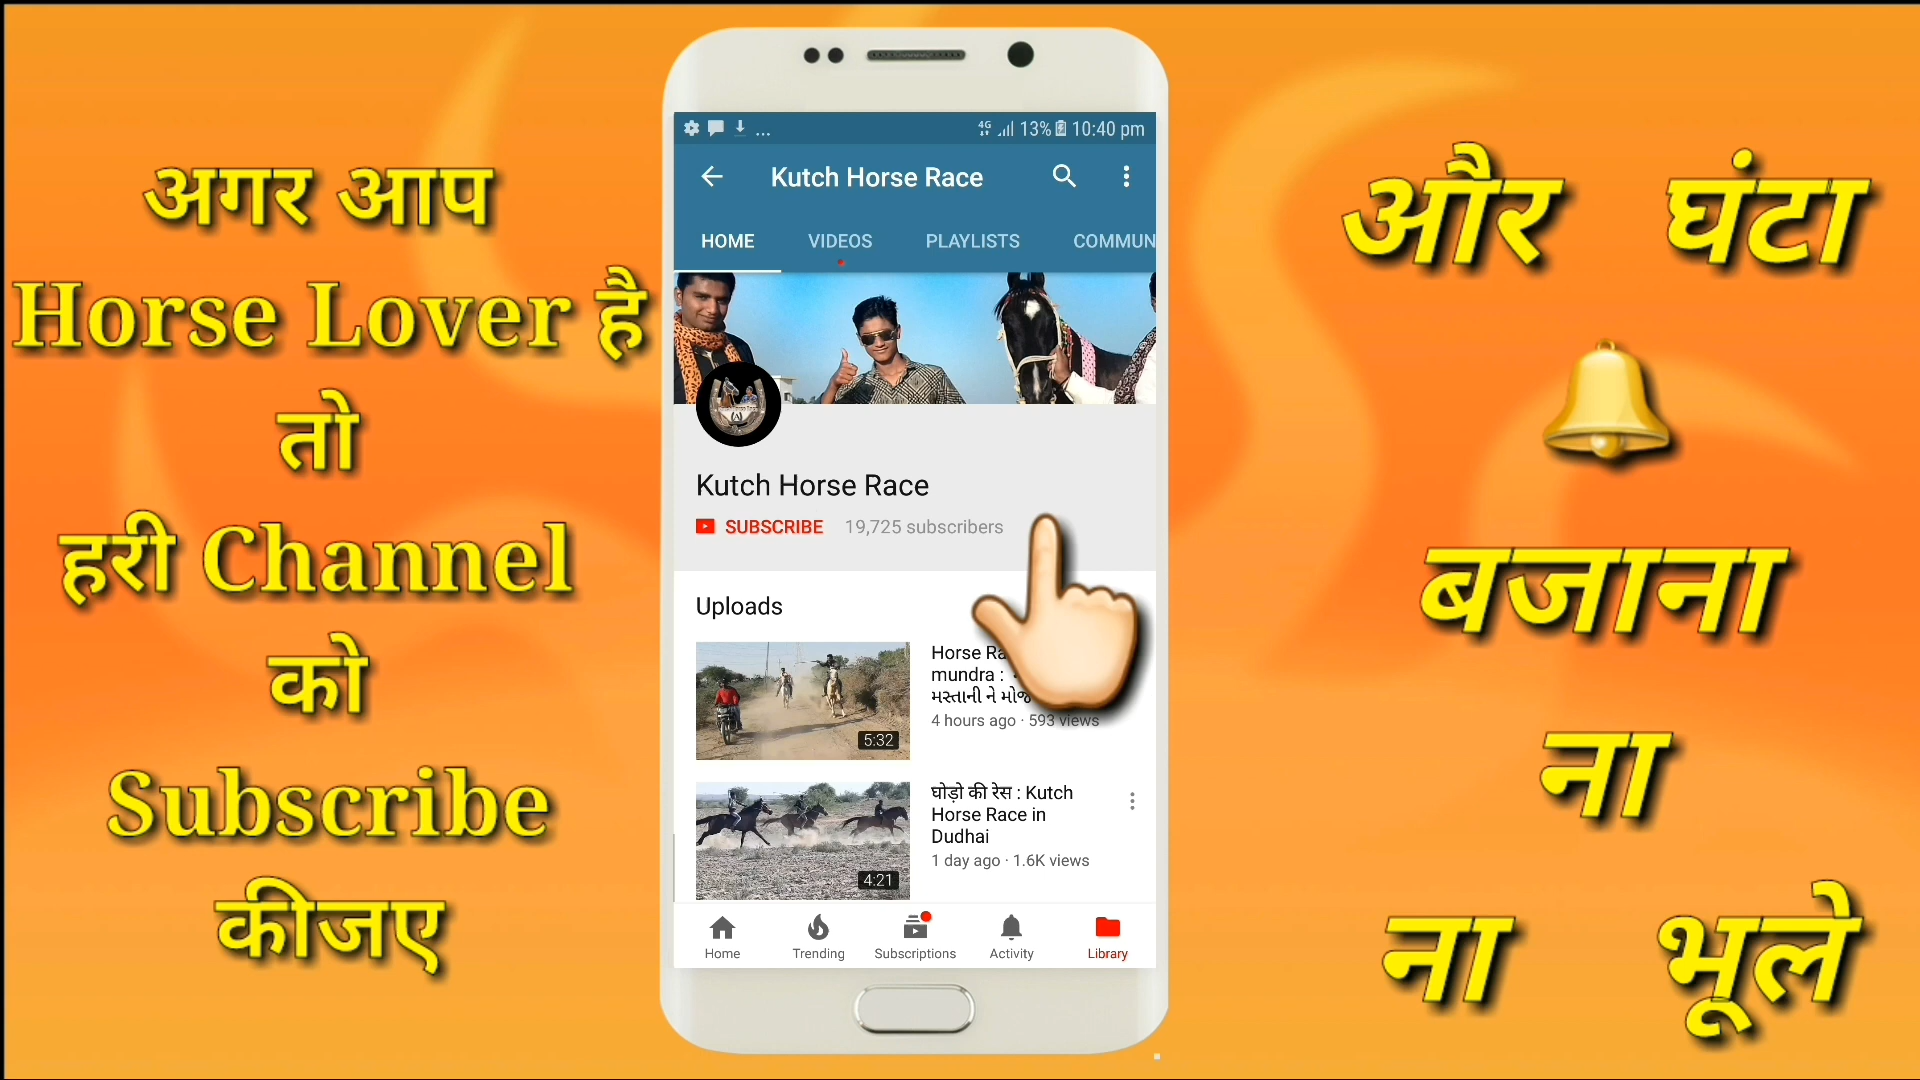 अगर आप
Horse Lover है
तो
हरी Channel
को
Subscribe
कीजए
4G 13% 10:40 pm
Kutch Horse Race
HOME VIDEOS PLAYLISTS COMMUN
Kutch Horse Race
SUBSCRIBE 19,725 subscribers
Uploads
Horse
mundra :
મસ્તાની ને
4 hours ago · 593 views
5:32
घोड़ो की रेस : Kutch
Horse Race in
Dudhai
1 day ago · 1.6K views
4:21
Home Trending Subscriptions Activity Library
और घंटा
बजाना
ना
ना भूले